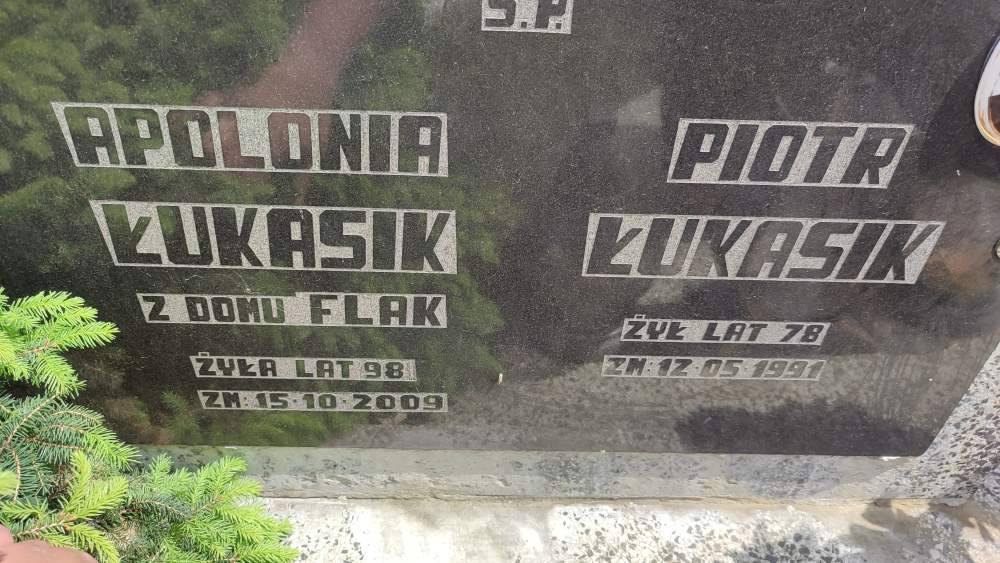 Ś.P.
APOLONIA
ŁUKASIK
Z DOMU FLAK
ŻYŁA LAT 98
ZM: 15·10·2009
PIOTR
ŁUKASIK
ŻYŁ LAT 78
ZM: 12·05·1991